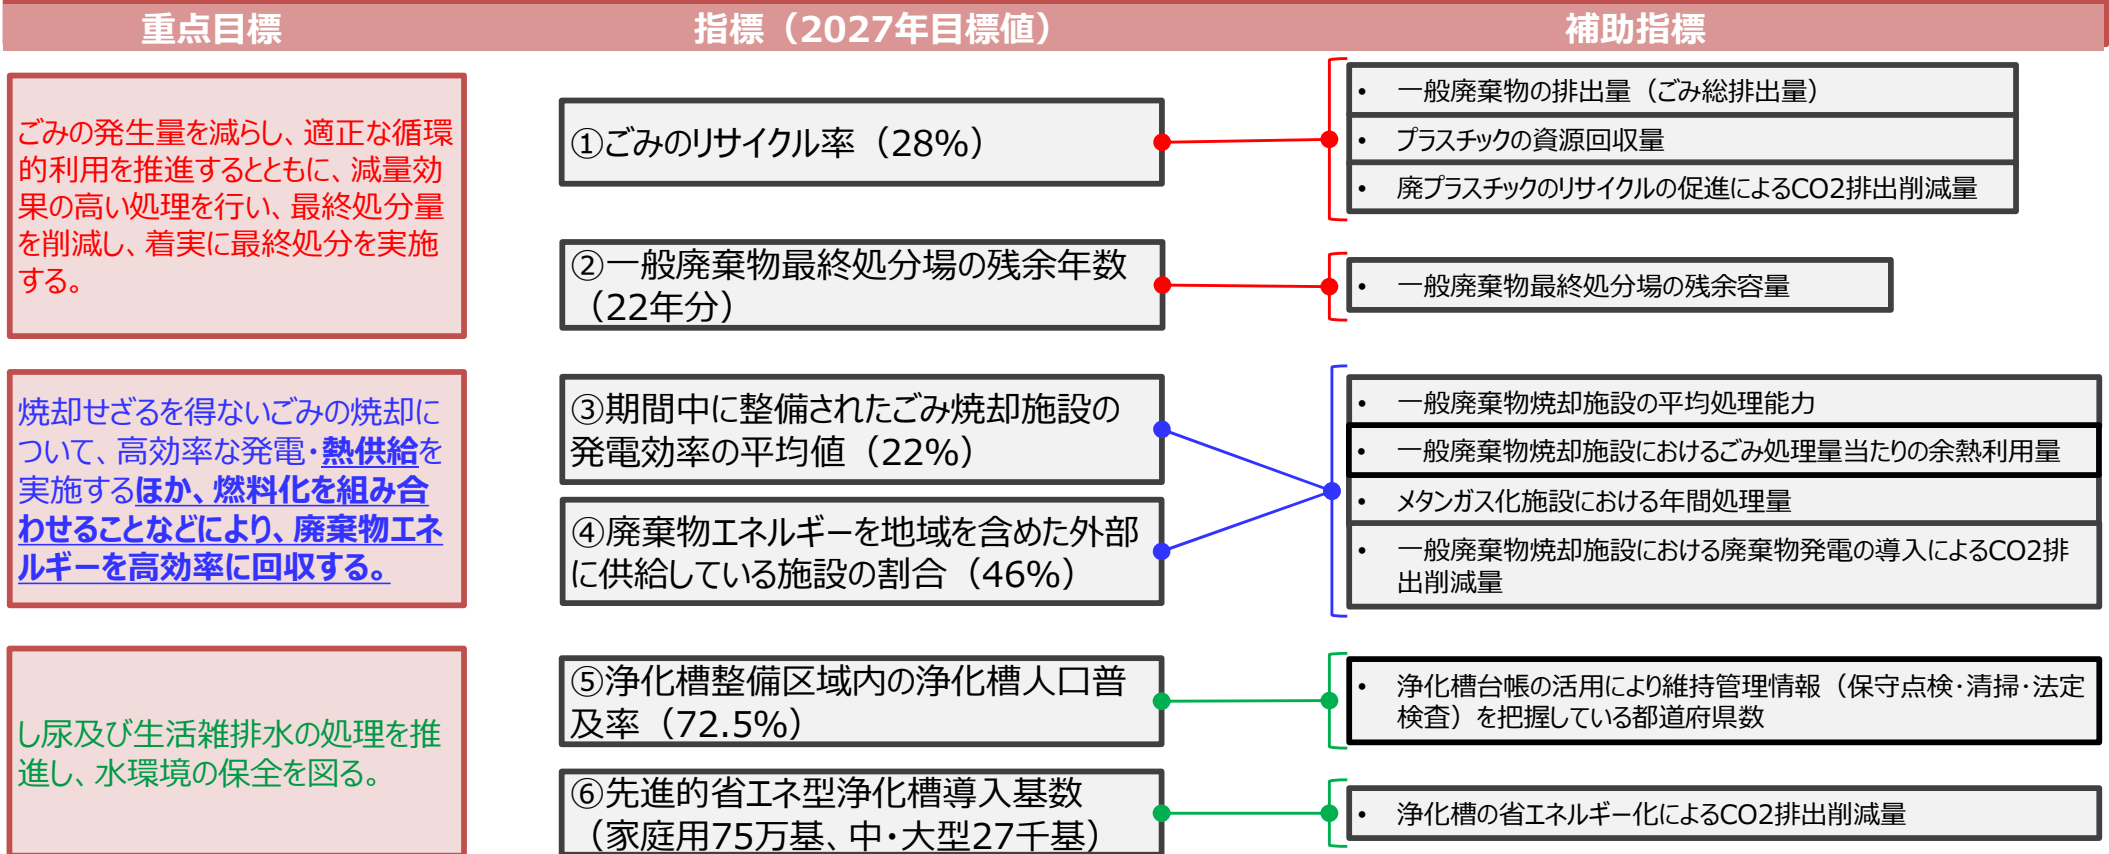 重点目標
指標（2027年目標値）
補助指標
ごみの発生量を減らし、適正な循環
的利用を推進するとともに、減量効
果の高い処理を行い、最終処分量
を削減し、着実に最終処分を実施
する。
①ごみのリサイクル率（28%）
• 一般廃棄物の排出量（ごみ総排出量）
• プラスチックの資源回収量
• 廃プラスチックのリサイクルの促進によるCO2排出削減量
②一般廃棄物最終処分場の残余年数
（22年分）
• 一般廃棄物最終処分場の残余容量
焼却せざるを得ないごみの焼却に
ついて、高効率な発電・熱供給を
実施するほか、燃料化を組み合
わせることなどにより、廃棄物エネ
ルギーを高効率に回収する。
③期間中に整備されたごみ焼却施設の
発電効率の平均値（22%）
④廃棄物エネルギーを地域を含めた外部
に供給している施設の割合（46%）
• 一般廃棄物焼却施設の平均処理能力
• 一般廃棄物焼却施設におけるごみ処理量当たりの余熱利用量
• メタンガス化施設における年間処理量
• 一般廃棄物焼却施設における廃棄物発電の導入によるCO2排
出削減量
し尿及び生活雑排水の処理を推
進し、水環境の保全を図る。
⑤浄化槽整備区域内の浄化槽人口普
及率（72.5%）
• 浄化槽台帳の活用により維持管理情報（保守点検・清掃・法定
検査）を把握している都道府県数
⑥先進的省エネ型浄化槽導入基数
（家庭用75万基、中・大型27千基）
• 浄化槽の省エネルギー化によるCO2排出削減量